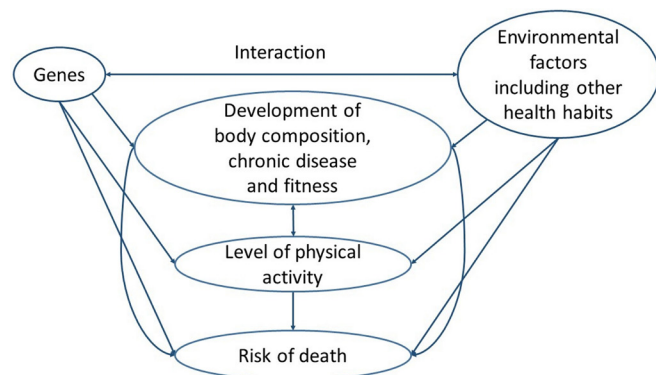 Interaction
Genes
Environmental
factors
including other
health habits
Development of
body composition,
chronic disease
and fitness
Level of physical
activity
Risk of death